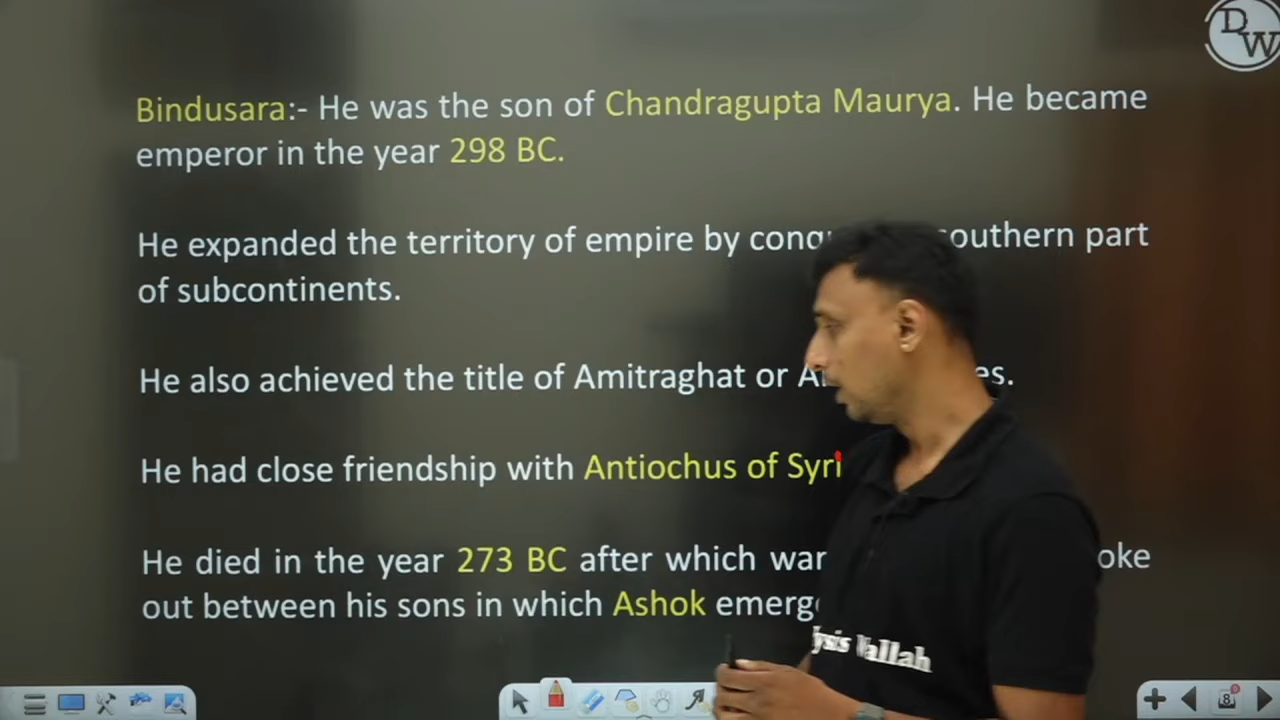 DW
Bindusara:- He was the son of Chandragupta Maurya. He became
emperor in the year 298 BC.
He expanded the territory of empire by southern part
of subcontinents.
He also achieved the title of Amitraghat or
He had close friendship with Antiochus of Syri
He died in the year 273 BC after which war
out between his sons in which Ashok
Wallah
8